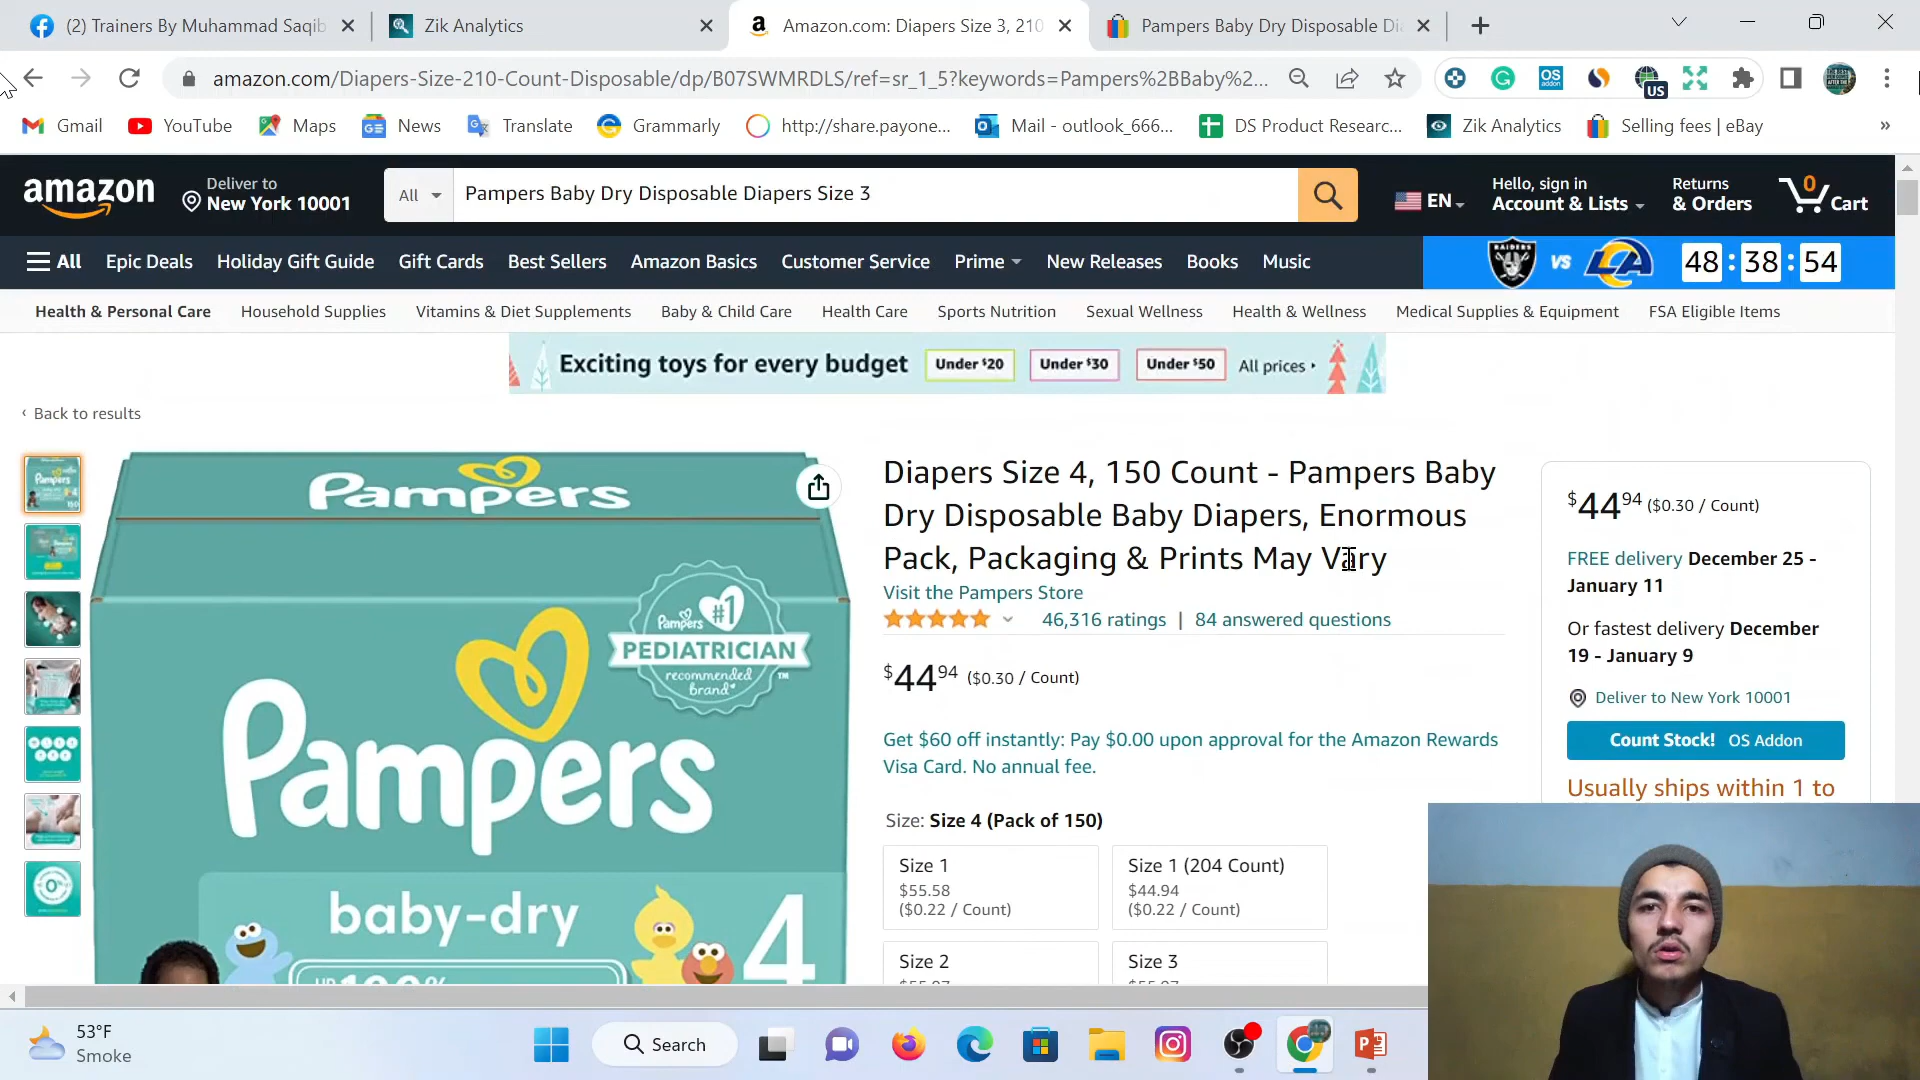 (2) Trainers By Muhammad Saqib
Zik Analytics
Amazon.com: Diapers Size 3, 210
Pampers Baby Dry Disposable Di
amazon.com/Diapers-Size-210-Count-Disposable/dp/B07SWMRDLS/ref=sr_1_5?keywords=Pampers%2BBaby%2...
US
OS
addon
Gmail
YouTube
Maps
News
Translate
Grammarly
http://share.payone...
Mail - outlook_666...
DS Product Researc...
Zik Analytics
Selling fees | eBay
»
amazon
Deliver to
New York 10001
All
Pampers Baby Dry Disposable Diapers Size 3
EN
Hello, sign in
Account & Lists
Returns
& Orders
0
Cart
All
Epic Deals
Holiday Gift Guide
Gift Cards
Best Sellers
Amazon Basics
Customer Service
Prime
New Releases
Books
Music
RAIDERS
VS
48 : 38 : 54
Health & Personal Care
Household Supplies
Vitamins & Diet Supplements
Baby & Child Care
Health Care
Sports Nutrition
Sexual Wellness
Health & Wellness
Medical Supplies & Equipment
FSA Eligible Items
Exciting toys for every budget
Under $20
Under $30
Under $50
All prices
‹ Back to results
Pampers
Pampers
#1
PEDIATRICIAN
recommended
brand*
™
Pampers
baby-dry
4
UP
100%
Diapers Size 4, 150 Count - Pampers Baby
Dry Disposable Baby Diapers, Enormous
Pack, Packaging & Prints May Vary
Visit the Pampers Store
46,316 ratings | 84 answered questions
$44.94 ($0.30 / Count)
Get $60 off instantly: Pay $0.00 upon approval for the Amazon Rewards
Visa Card. No annual fee.
Size: Size 4 (Pack of 150)
Size 1
$55.58
($0.22 / Count)
Size 1 (204 Count)
$44.94
($0.22 / Count)
Size 2
Size 3
$44.94 ($0.30 / Count)
FREE delivery December 25 -
January 11
Or fastest delivery December
19 - January 9
Deliver to New York 10001
Count Stock! OS Addon
Usually ships within 1 to
53°F
Smoke
Search